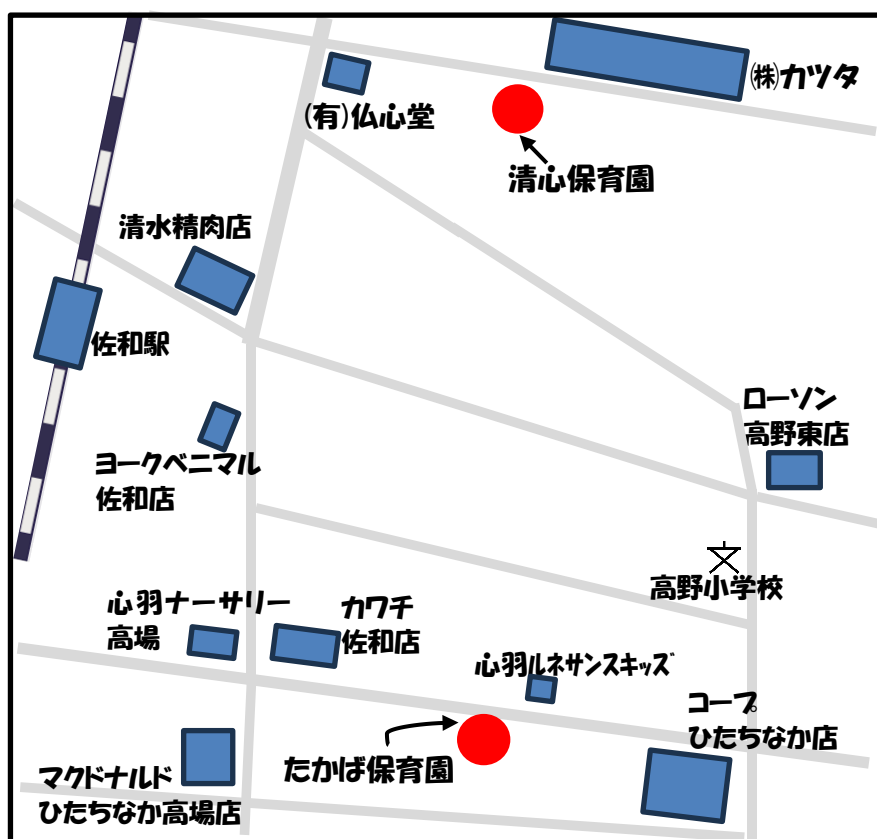 ㈱カツタ
(有)仏心堂
清心保育園
清水精肉店
佐和駅
ローソン
高野東店
ヨークベニマル
佐和店
高野小学校
心羽ナーサリー
高場
カワチ
佐和店
心羽ルネサンスキッズ
コープ
ひたちなか店
たかば保育園
マクドナルド
ひたちなか高場店